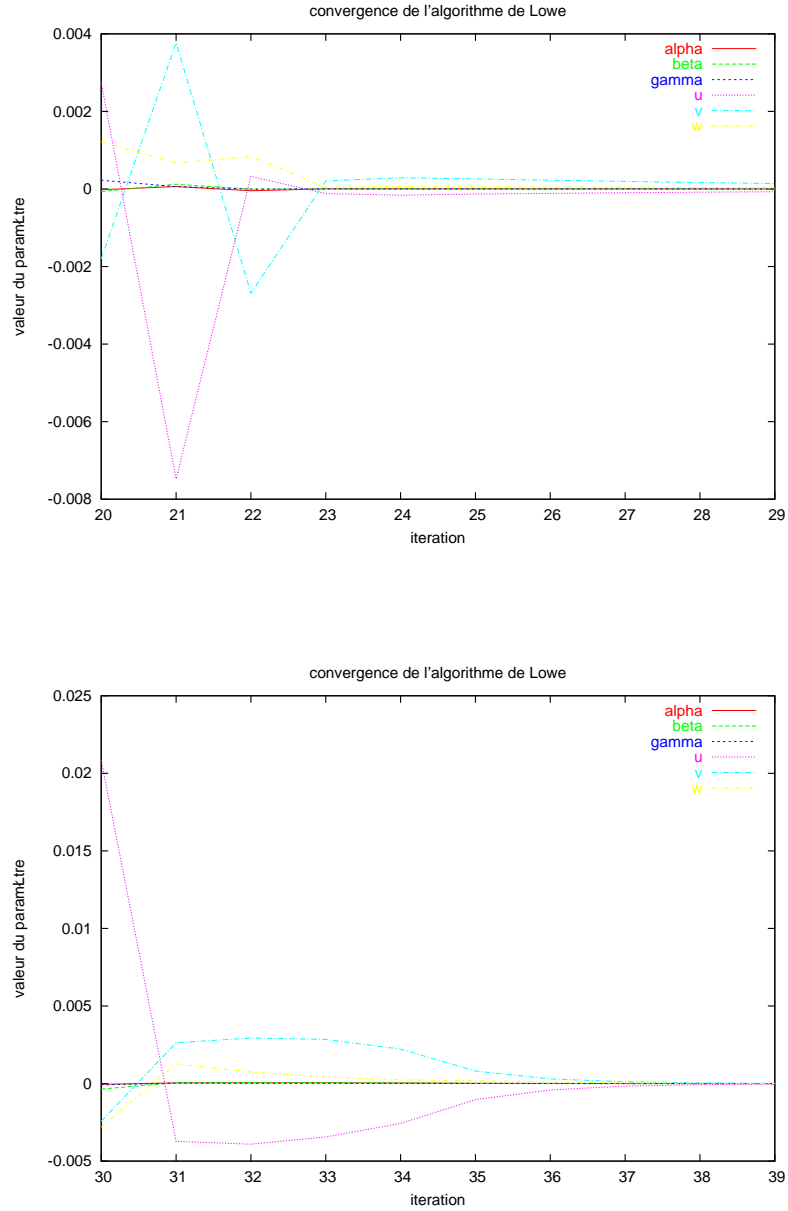 convergence de l'algorithme de Lowe
0.004
0.002
0
-0.002
-0.004
-0.006
-0.008
valeur du paramŁtre
alpha
beta
gamma
u
v
w
20 21 22 23 24 25 26 27 28 29
iteration
convergence de l'algorithme de Lowe
0.025
0.02
0.015
0.01
0.005
0
-0.005
valeur du paramŁtre
alpha
beta
gamma
u
v
w
30 31 32 33 34 35 36 37 38 39
iteration